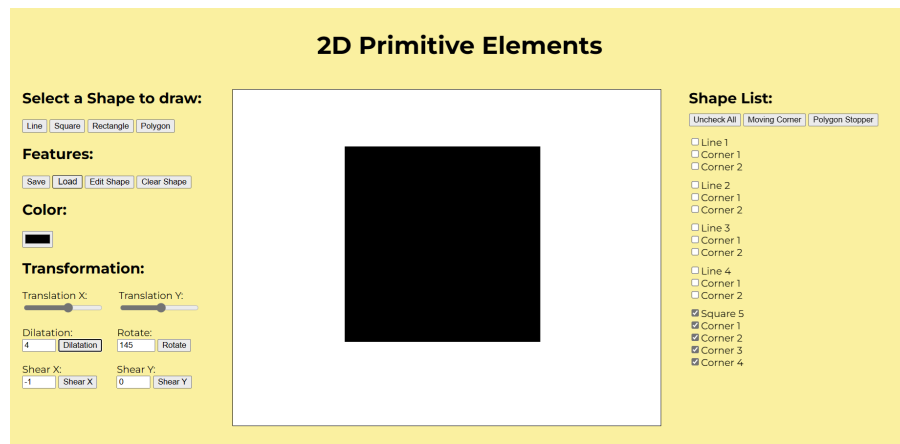 2D Primitive Elements
Select a Shape to draw:
Line Square Rectangle Polygon
Features:
Save Load Edit Shape Clear Shape
Color:
Transformation:
Translation X: Translation Y:
Dilatation: Rotate:
4 Dilatation 145 Rotate
Shear X: Shear Y:
-1 Shear X 0 Shear Y
Shape List:
Uncheck All Moving Corner Polygon Stopper
Line 1
Corner 1
Corner 2
Line 2
Corner 1
Corner 2
Line 3
Corner 1
Corner 2
Line 4
Corner 1
Corner 2
Square 5
Corner 1
Corner 2
Corner 3
Corner 4